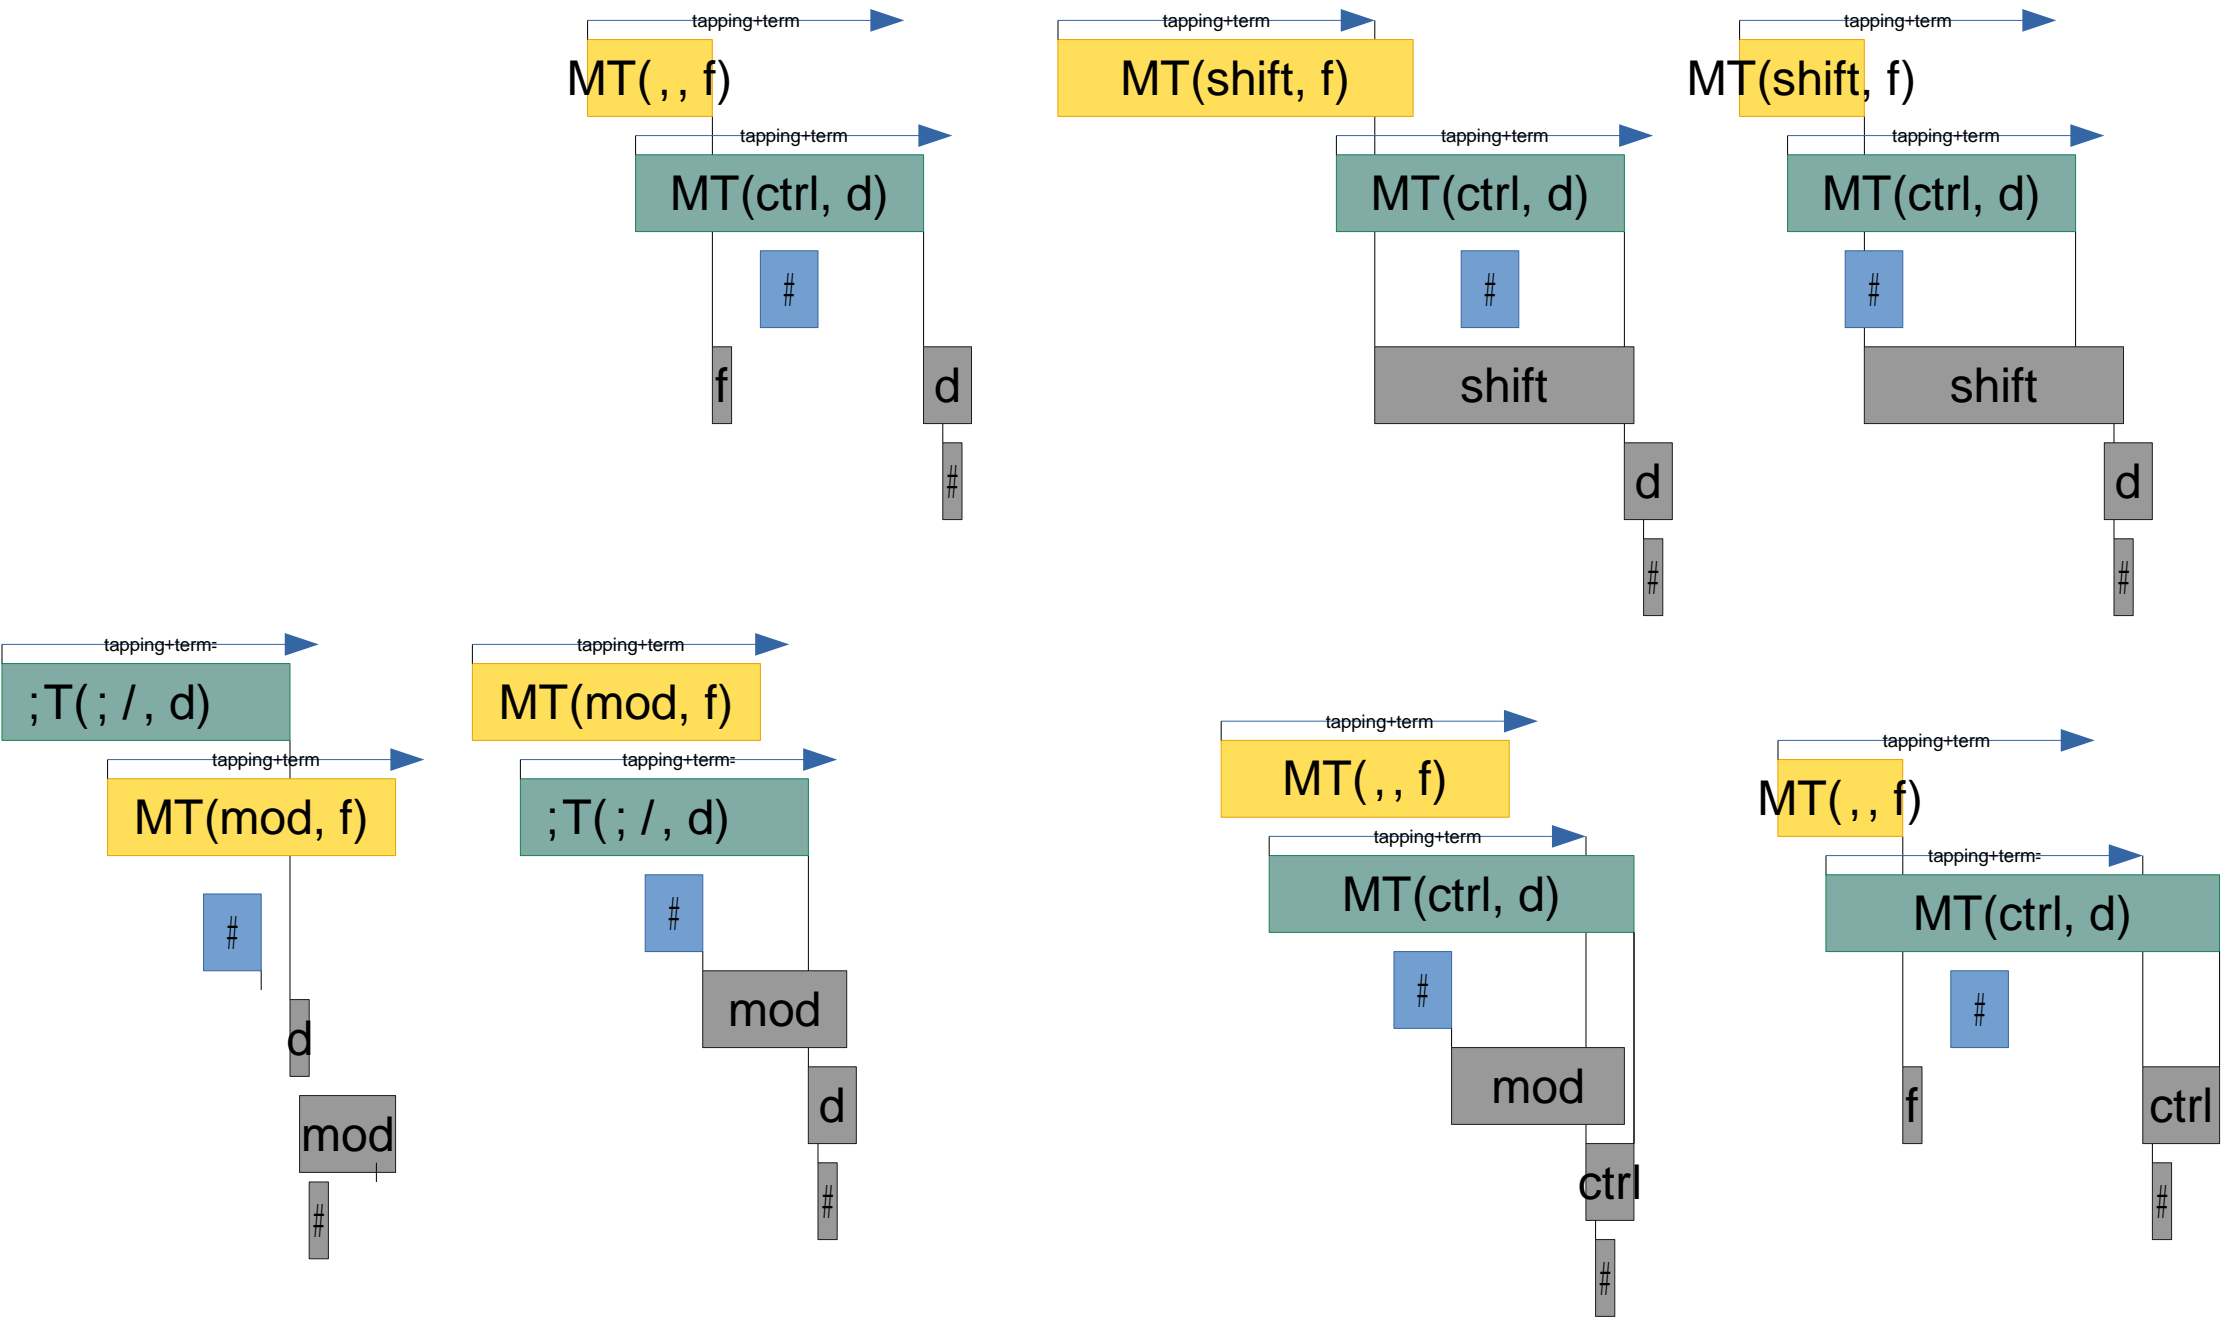 tapping+term
MT(,, f)
tapping+term
MT(ctrl, d)
#
f
d
#
tapping+term
MT(shift, f)
tapping+term
MT(ctrl, d)
#
shift
d
#
tapping+term
MT(shift, f)
tapping+term
MT(ctrl, d)
#
shift
d
#
tapping+term=
;T(;/, d)
tapping+term
MT(mod, f)
#
d
mod
#
tapping+term
MT(mod, f)
tapping+term=
;T(;/, d)
#
mod
d
#
tapping+term
MT(,, f)
tapping+term
MT(ctrl, d)
#
mod
ctrl
#
tapping+term
MT(,, f)
tapping+term=
MT(ctrl, d)
#
f
ctrl
#